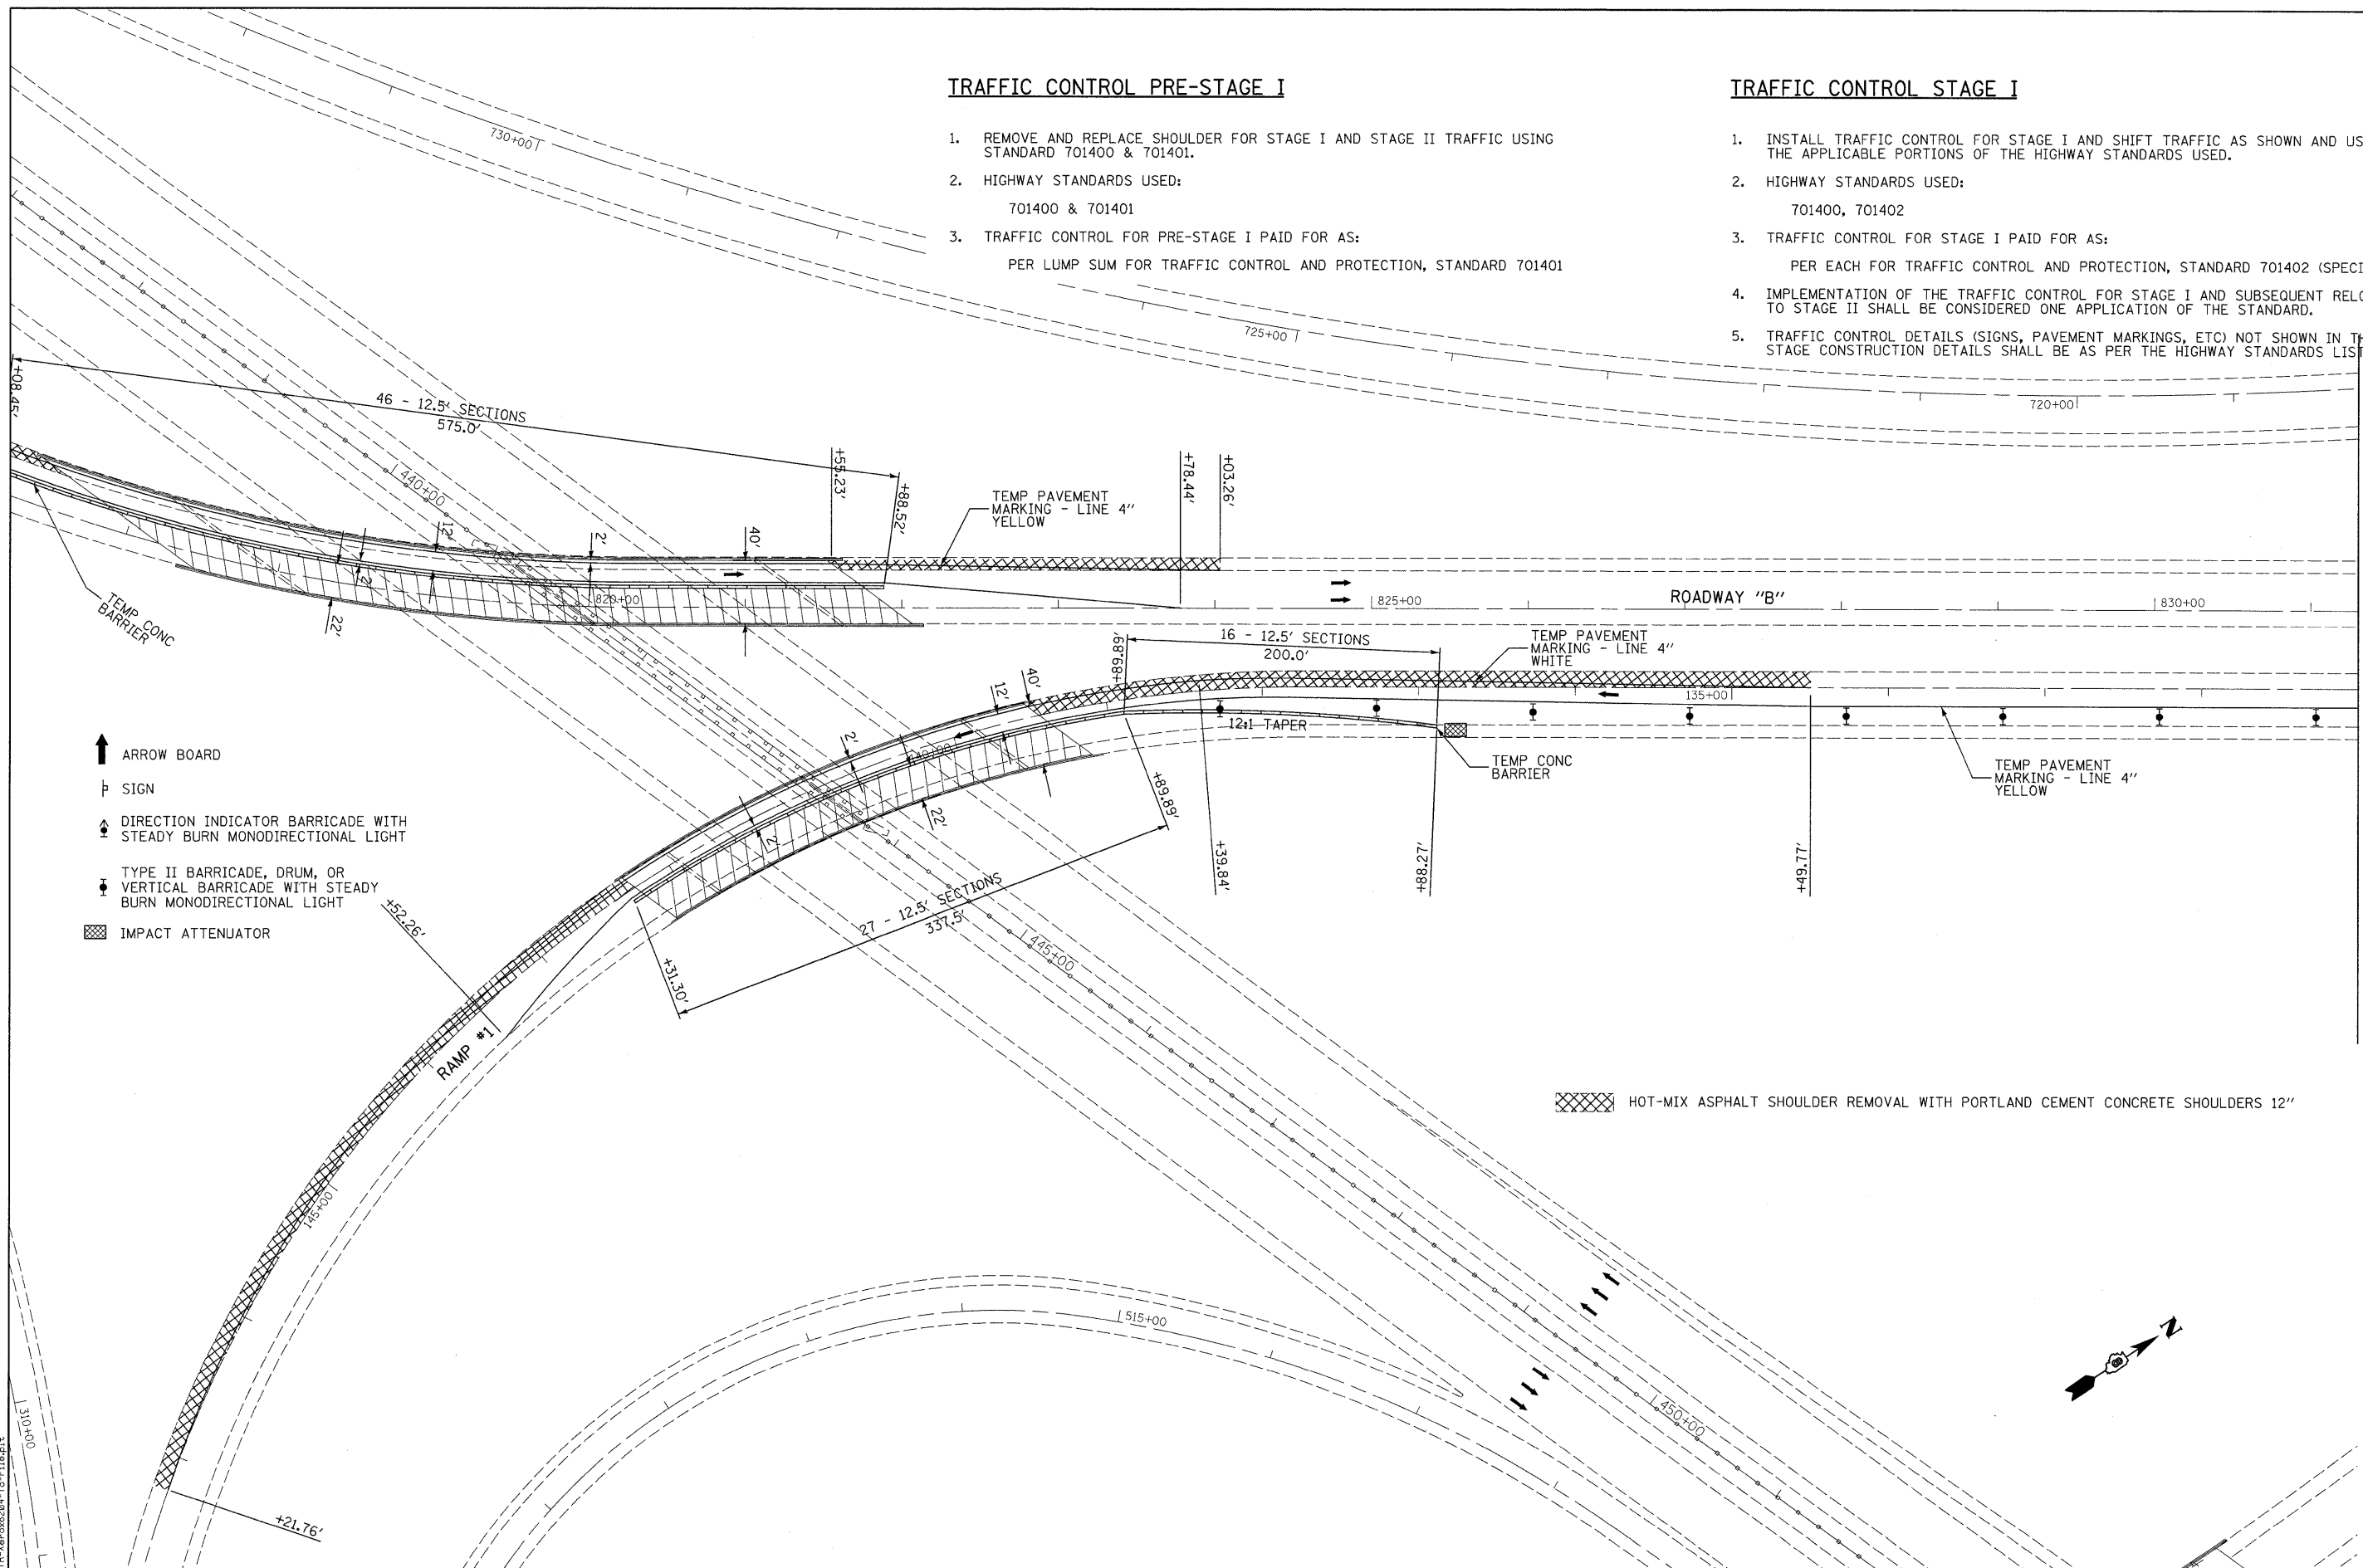 TRAFFIC CONTROL PRE-STAGE I
1. REMOVE AND REPLACE SHOULDER FOR STAGE I AND STAGE II TRAFFIC USING
STANDARD 701400 & 701401.
2. HIGHWAY STANDARDS USED:
701400 & 701401
3. TRAFFIC CONTROL FOR PRE-STAGE I PAID FOR AS:
PER LUMP SUM FOR TRAFFIC CONTROL AND PROTECTION, STANDARD 701401
TRAFFIC CONTROL STAGE I
1. INSTALL TRAFFIC CONTROL FOR STAGE I AND SHIFT TRAFFIC AS SHOWN AND US
THE APPLICABLE PORTIONS OF THE HIGHWAY STANDARDS USED.
2. HIGHWAY STANDARDS USED:
701400, 701402
3. TRAFFIC CONTROL FOR STAGE I PAID FOR AS:
PER EACH FOR TRAFFIC CONTROL AND PROTECTION, STANDARD 701402 (SPECI
4. IMPLEMENTATION OF THE TRAFFIC CONTROL FOR STAGE I AND SUBSEQUENT RELO
TO STAGE II SHALL BE CONSIDERED ONE APPLICATION OF THE STANDARD.
5. TRAFFIC CONTROL DETAILS (SIGNS, PAVEMENT MARKINGS, ETC) NOT SHOWN IN TH
STAGE CONSTRUCTION DETAILS SHALL BE AS PER THE HIGHWAY STANDARDS LIST
730+00
725+00
720+00
+08.45'
46 - 12.5' SECTIONS
575.0'
440+00
+55.23'
+88.52'
TEMP PAVEMENT
MARKING - LINE 4"
YELLOW
+78.44'
+03.26'
12'
2'
40'
2'
22'
TEMP CONC
BARRIER
820+00
825+00
ROADWAY "B"
830+00
+89.89'
16 - 12.5' SECTIONS
200.0'
TEMP PAVEMENT
MARKING - LINE 4"
WHITE
135+00
40'
12'
2'
140+00
12:1 TAPER
TEMP CONC
BARRIER
TEMP PAVEMENT
MARKING - LINE 4"
YELLOW
2'
22'
+89.89'
+39.84'
+88.27'
+49.77'
27 - 12.5' SECTIONS
337.5'
+31.30'
445+00
ARROW BOARD
SIGN
DIRECTION INDICATOR BARRICADE WITH
STEADY BURN MONODIRECTIONAL LIGHT
TYPE II BARRICADE, DRUM, OR
VERTICAL BARRICADE WITH STEADY
BURN MONODIRECTIONAL LIGHT
IMPACT ATTENUATOR
+52.26'
RAMP #1
145+00
HOT-MIX ASPHALT SHOULDER REMOVAL WITH PORTLAND CEMENT CONCRETE SHOULDERS 12"
515+00
450+00
310+00
+21.76'
N